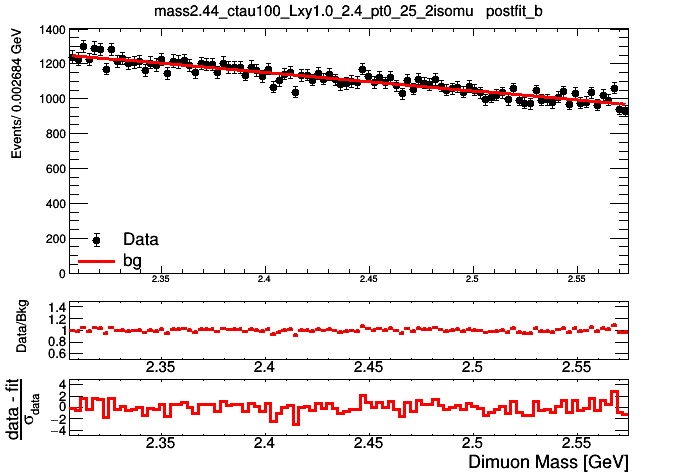 mass2.44_ctau100_Lxy1.0_2.4_pt0_25_2isomu postfit_b
Events/ 0.002684 GeV
1400
1200
1000
800
600
400
200
0
Data
bg
2.35 2.4 2.45 2.5 2.55
Data/Bkg
1.4
1.2
1
0.8
0.6
2.35 2.4 2.45 2.5 2.55
data - fit
σdata
4
2
0
−2
−4
2.35 2.4 2.45 2.5 2.55
Dimuon Mass [GeV]